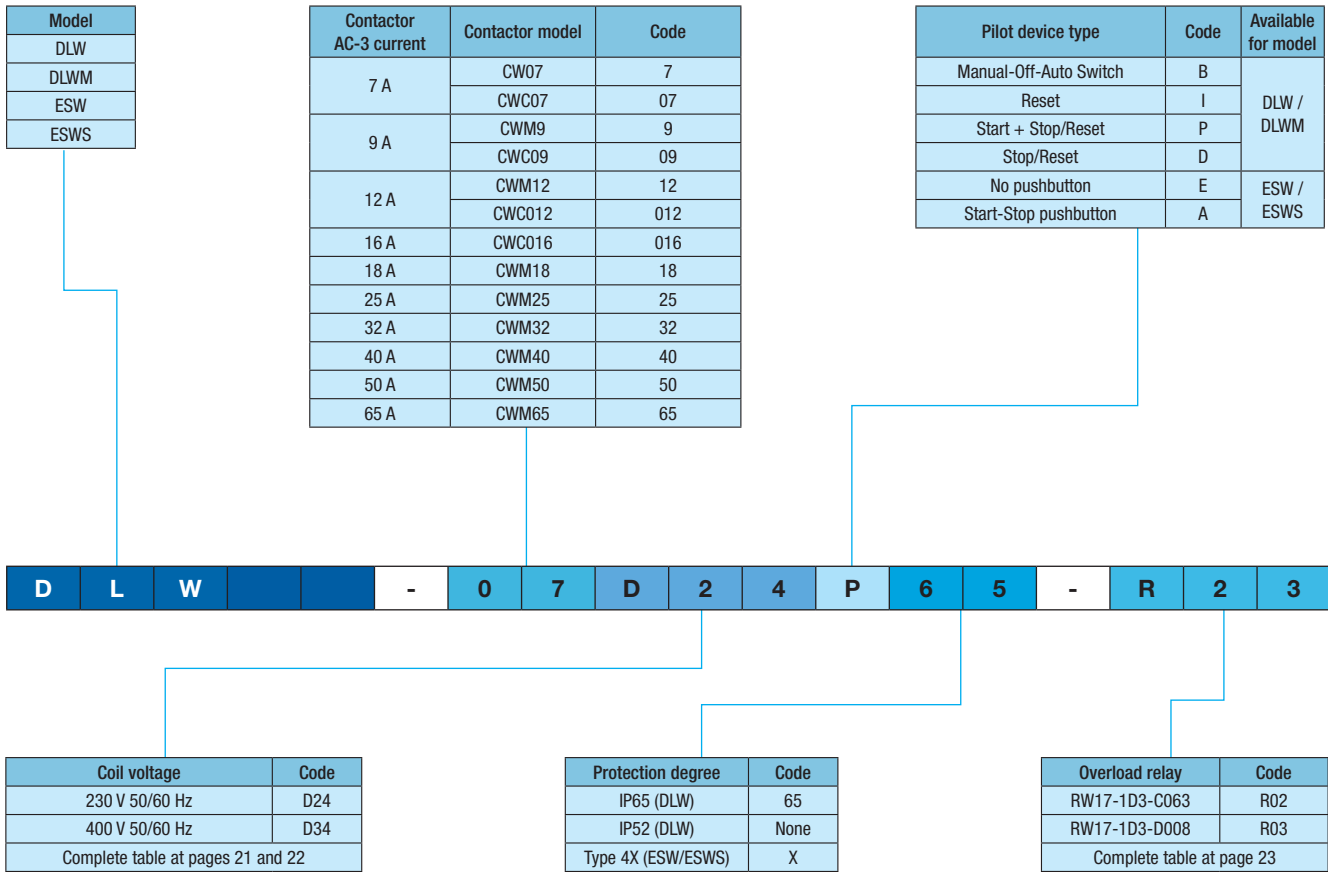 Model
DLW
DLWM
ESW
ESWS
Contactor AC-3 current Contactor model Code
7 A CW07 7
CWC07 07
9 A CWM9 9
CWC09 09
12 A CWM12 12
CWC012 012
16 A CWC016 016
18 A CWM18 18
25 A CWM25 25
32 A CWM32 32
40 A CWM40 40
50 A CWM50 50
65 A CWM65 65
Pilot device type Code Available for model
Manual-Off-Auto Switch B DLW / DLWM
Reset I
Start + Stop/Reset P
Stop/Reset D
No pushbutton E ESW / ESWS
Start-Stop pushbutton A
D L W - 0 7 D 2 4 P 6 5 - R 2 3
Coil voltage Code
230 V 50/60 Hz D24
400 V 50/60 Hz D34
Complete table at pages 21 and 22
Protection degree Code
IP65 (DLW) 65
IP52 (DLW) None
Type 4X (ESW/ESWS) X
Overload relay Code
RW17-1D3-C063 R02
RW17-1D3-D008 R03
Complete table at page 23